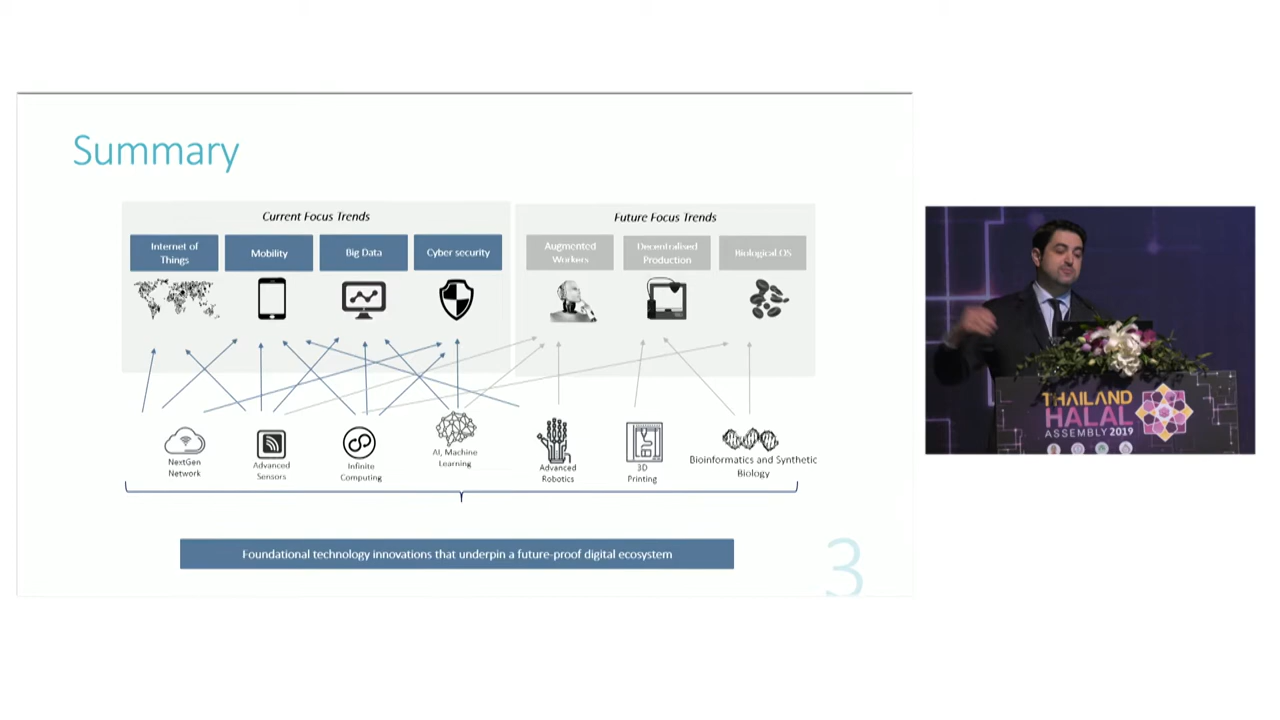 Summary
Current Focus Trends
Future Focus Trends
Internet of
Things
Mobility
Big Data
Cyber security
Augmented
Workers
Decentralised
Production
Biological OS
NextGen
Network
Advanced
Sensors
Infinite
Computing
AI, Machine
Learning
Advanced
Robotics
3D
Printing
Bioinformatics and Synthetic
Biology
Foundational technology innovations that underpin a future-proof digital ecosystem
3
THAILAND
HALAL
ASSEMBLY 2019